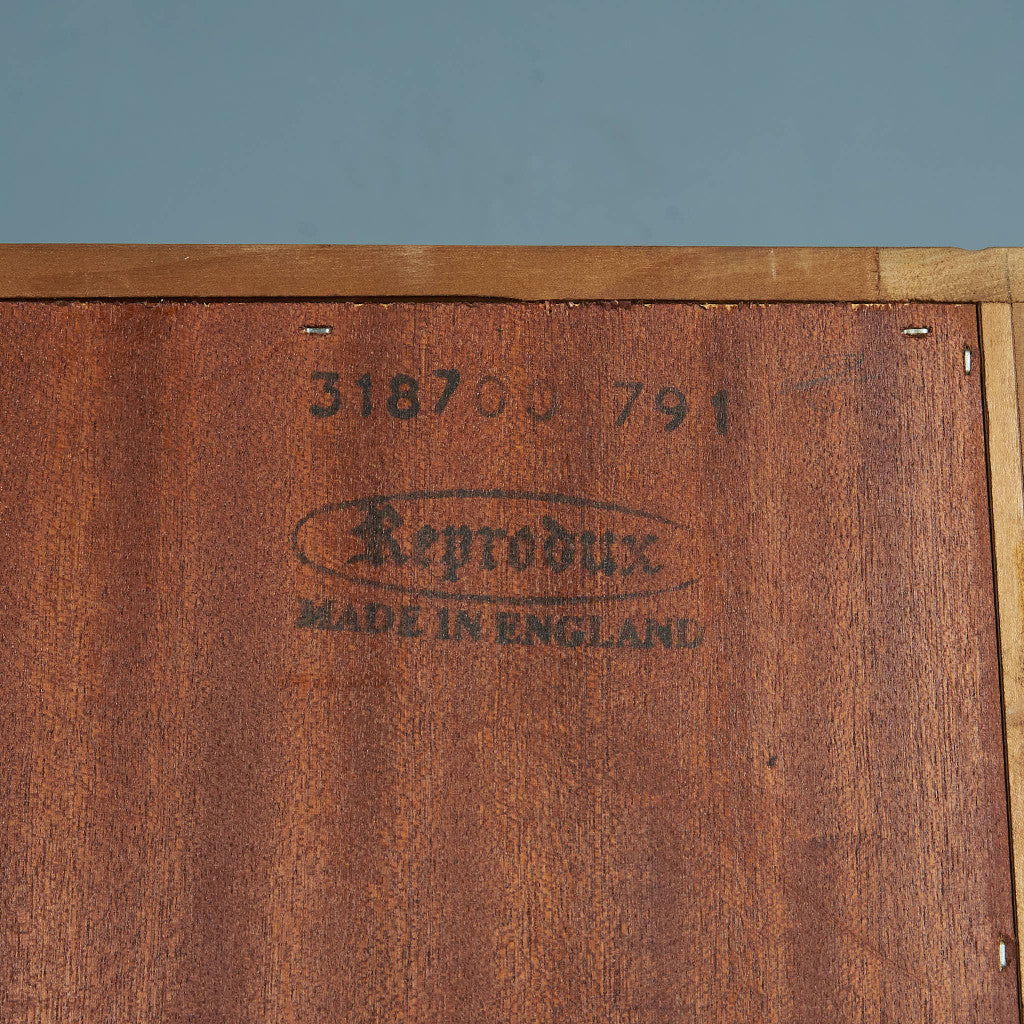 318700 791
Reprodux
MADE IN ENGLAND